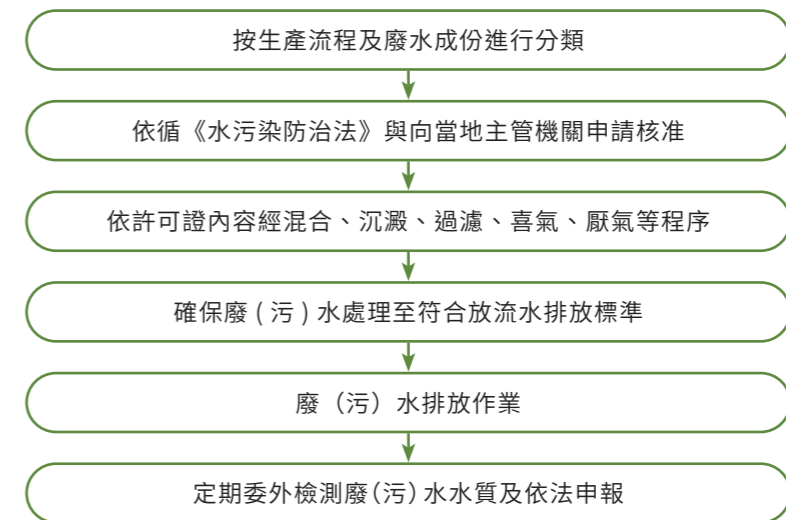 按生產流程及廢水成份進行分類
依循《水污染防治法》與向當地主管機關申請核准
依許可證內容經混合、沉澱、過濾、喜氣、厭氣等程序
確保廢 ( 污 ) 水處理至符合放流水排放標準
廢（污）水排放作業
定期委外檢測廢(污)水水質及依法申報